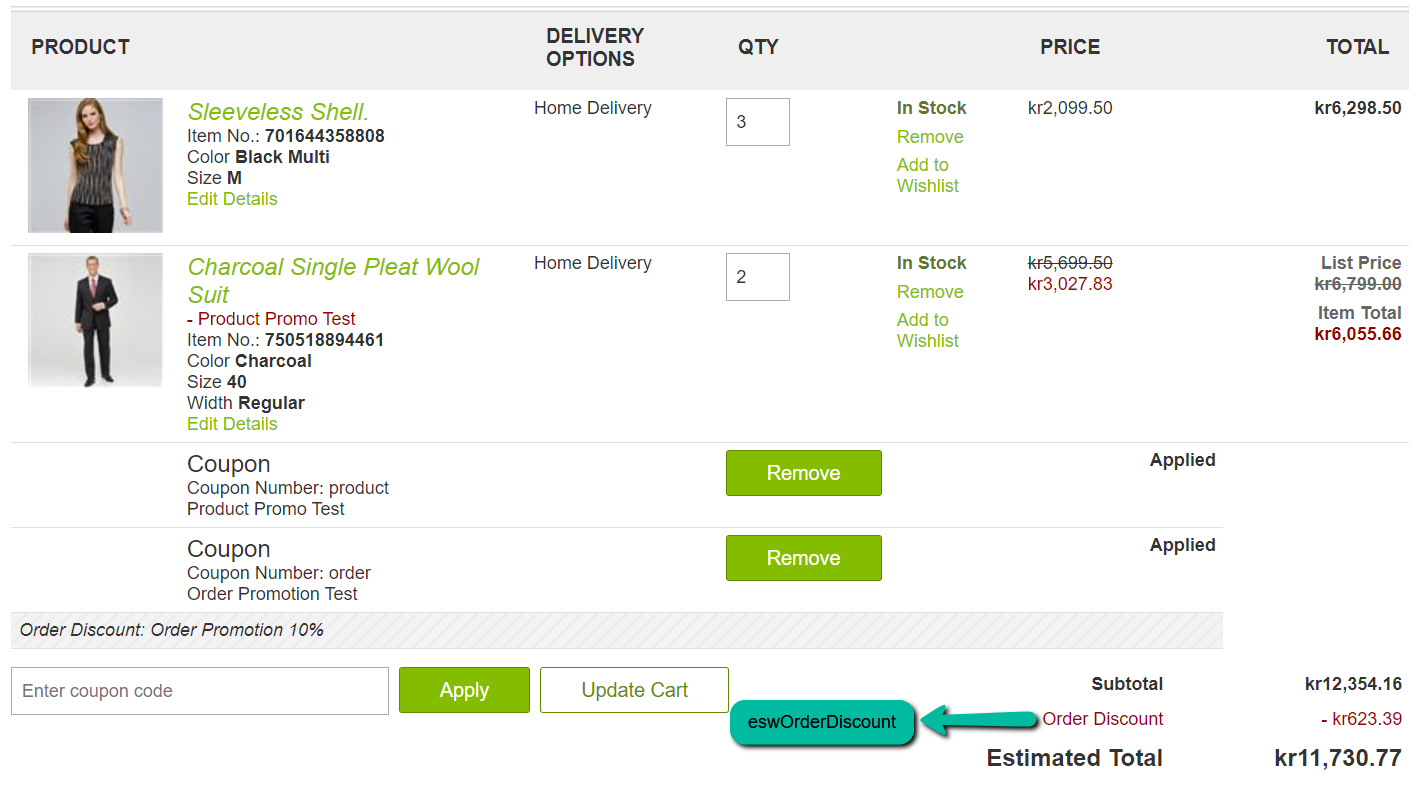 PRODUCT
DELIVERY
OPTIONS
QTY
PRICE
TOTAL
Sleeveless Shell.
Item No.: 701644358808
Color Black Multi
Size M
Edit Details
Home Delivery
3
In Stock
Remove
Add to
Wishlist
kr2,099.50
kr6,298.50
Charcoal Single Pleat Wool
Suit
- Product Promo Test
Item No.: 750518894461
Color Charcoal
Size 40
Width Regular
Edit Details
Home Delivery
2
In Stock
Remove
Add to
Wishlist
kr5,699.50
kr3,027.83
List Price
kr6,799.00
Item Total
kr6,055.66
Coupon
Coupon Number: product
Product Promo Test
Remove
Applied
Coupon
Coupon Number: order
Order Promotion Test
Remove
Applied
Order Discount: Order Promotion 10%
Enter coupon code
Apply
Update Cart
Subtotal kr12,354.16
eswOrderDiscount
Order Discount - kr623.39
Estimated Total kr11,730.77